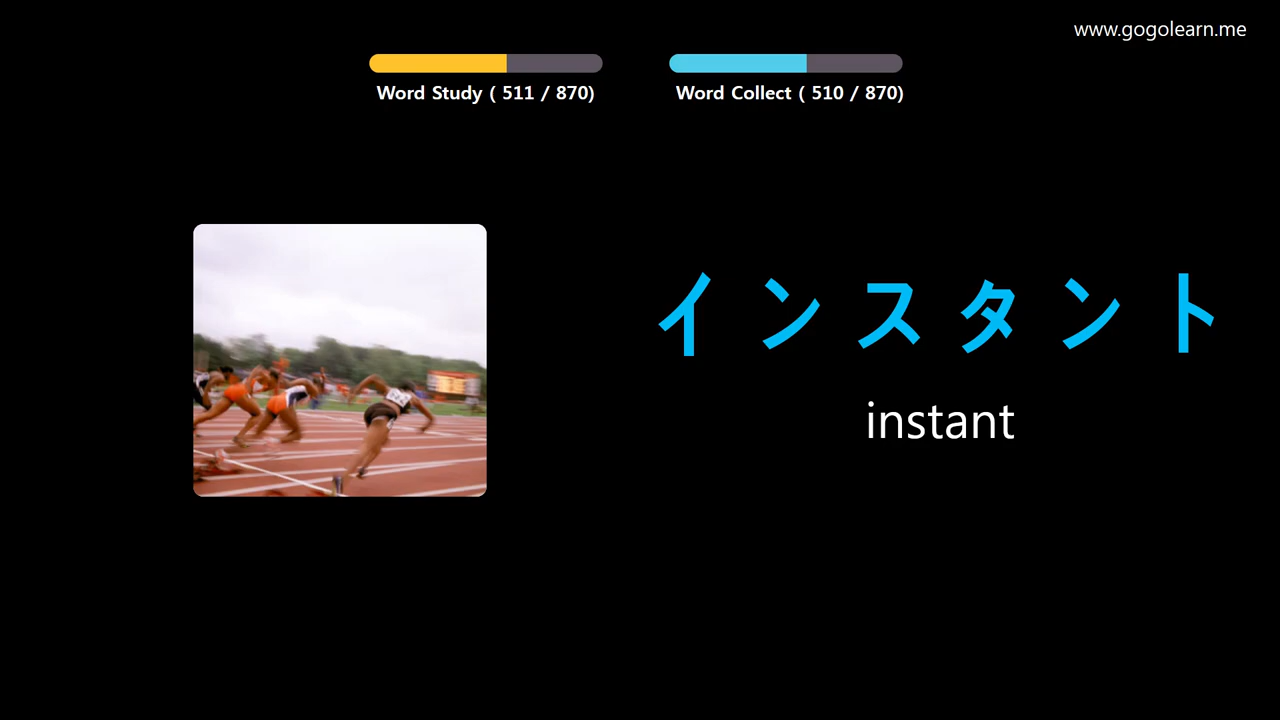 www.gogolearn.me
Word Study ( 511 / 870)
Word Collect ( 510 / 870)
インスタント
instant